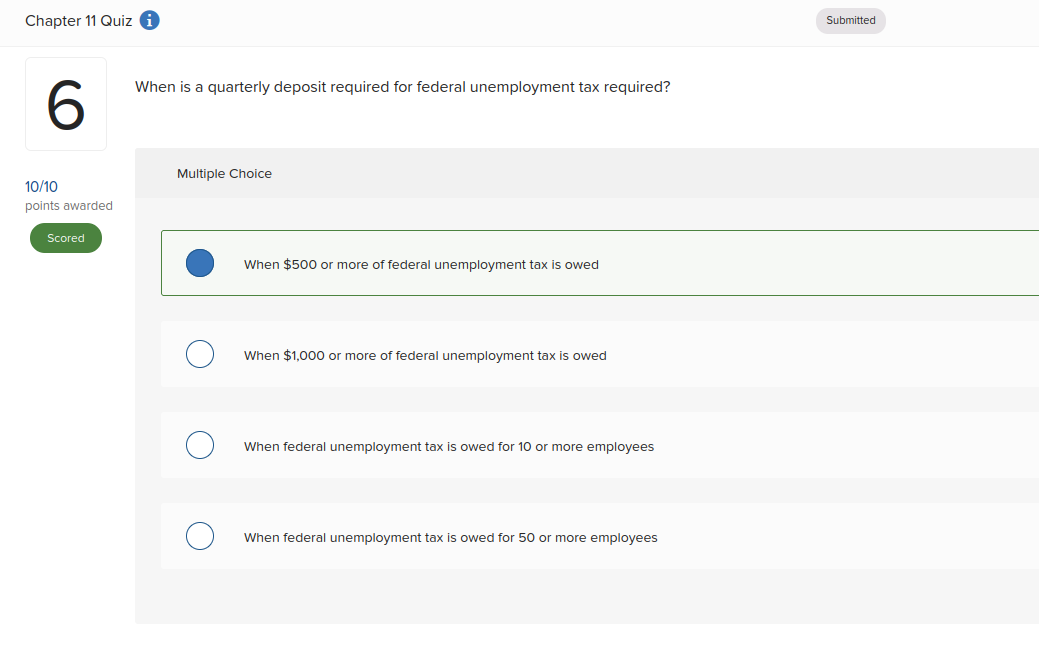 Chapter 11 Quiz i
Submitted
6
When is a quarterly deposit required for federal unemployment tax required?
10/10
points awarded
Scored
Multiple Choice
When $500 or more of federal unemployment tax is owed
When $1,000 or more of federal unemployment tax is owed
When federal unemployment tax is owed for 10 or more employees
When federal unemployment tax is owed for 50 or more employees